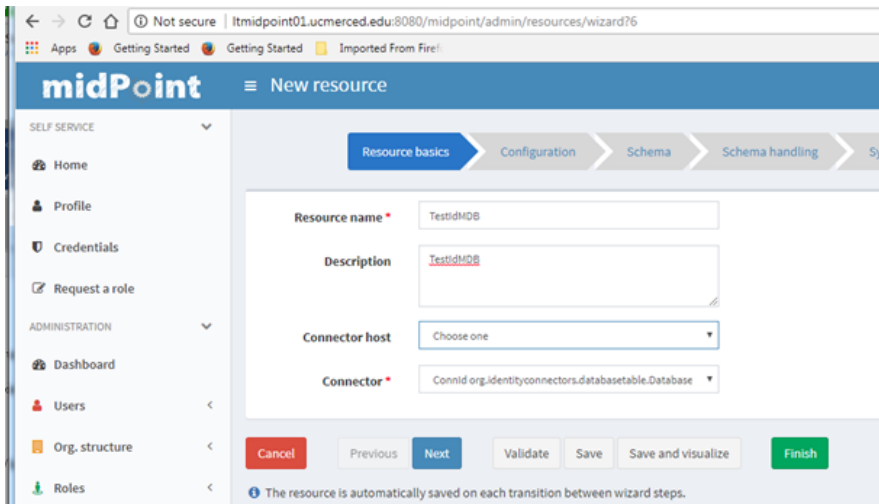 Not secure | ltmidpoint01.ucmerced.edu:8080/midpoint/admin/resources/wizard?6
Apps Getting Started Getting Started Imported From Firef
midPoint New resource
SELF SERVICE
Home
Profile
Credentials
Request a role
ADMINISTRATION
Dashboard
Users
Org. structure
Roles
Resource basics Configuration Schema Schema handling Sy
Resource name * TestIdMDB
Description TestIdMDB
Connector host Choose one
Connector * ConnId org.identityconnectors.databasetable.Database
Cancel Previous Next Validate Save Save and visualize Finish
The resource is automatically saved on each transition between wizard steps.